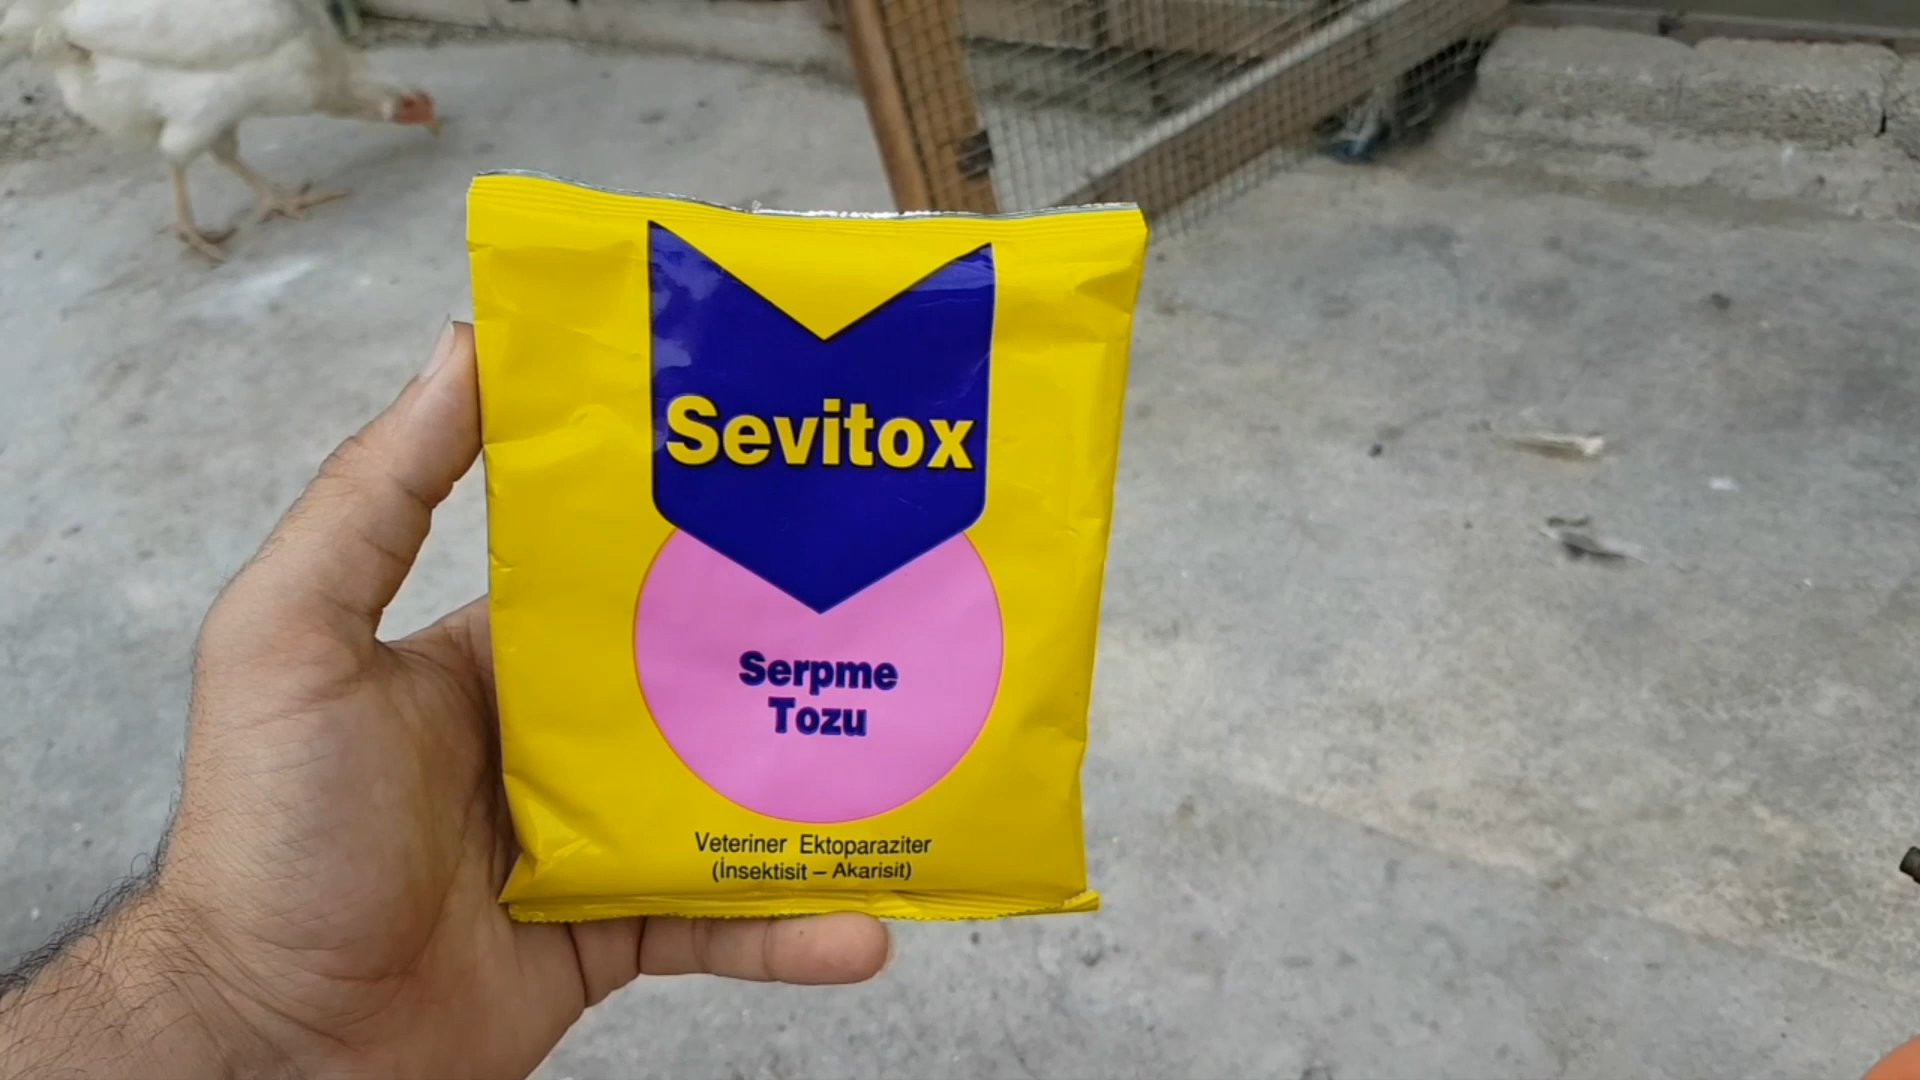 Sevitox
Serpme
Tozu
Veteriner Ektoparaziter
(İnsektisit – Akarisit)